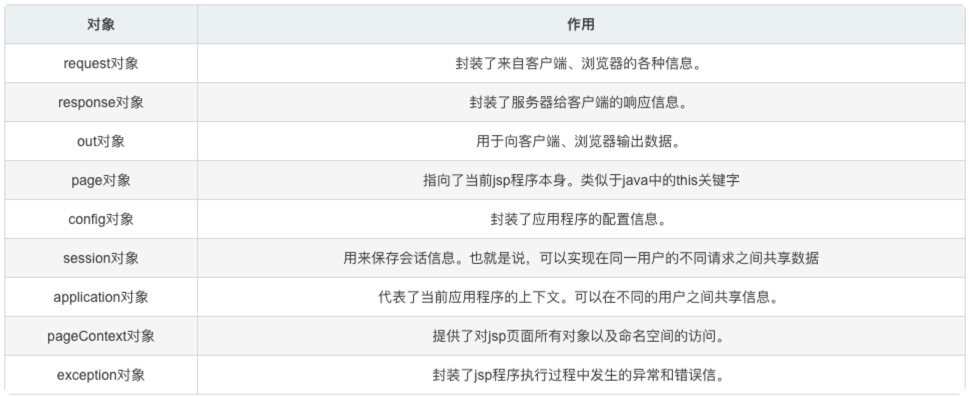 对象 作用
request对象 封装了来自客户端、浏览器的各种信息。
response对象 封装了服务器给客户端的响应信息。
out对象 用于向客户端、浏览器输出数据。
page对象 指向了当前jsp程序本身。类似于java中的this关键字
config对象 封装了应用程序的配置信息。
session对象 用来保存会话信息。也就是说，可以实现在同一用户的不同请求之间共享数据
application对象 代表了当前应用程序的上下文。可以在不同的用户之间共享信息。
pageContext对象 提供了对jsp页面所有对象以及命名空间的访问。
exception对象 封装了jsp程序执行过程中发生的异常和错误信。